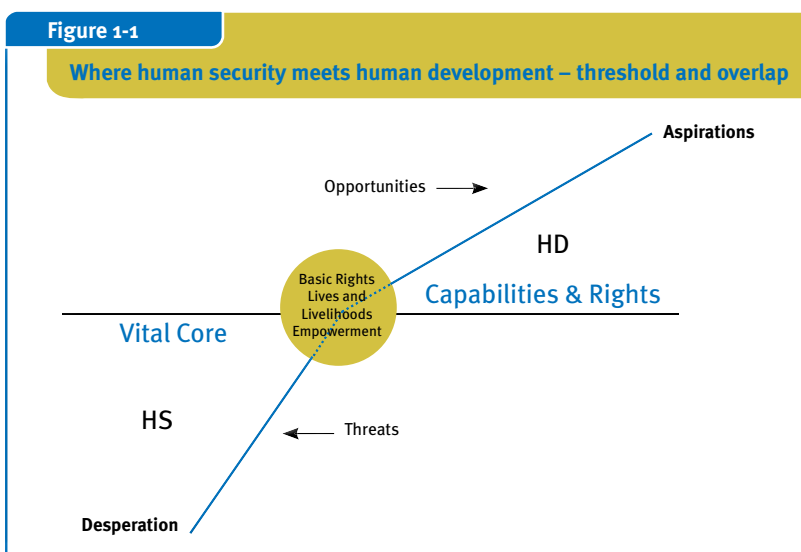 Figure 1-1
Where human security meets human development – threshold and overlap
Aspirations
Opportunities
HD
Basic Rights
Lives and
Livelihoods
Empowerment
Capabilities & Rights
Vital Core
HS
Threats
Desperation